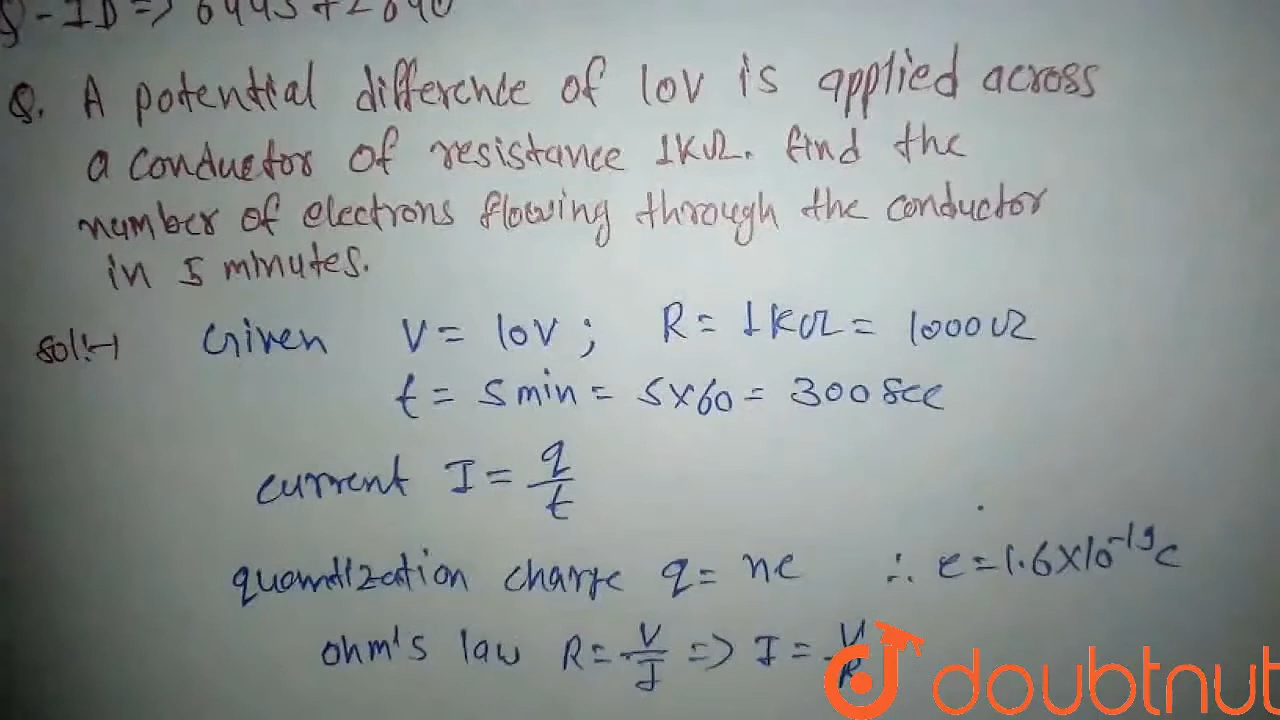 Q. A potential difference of 10V is applied across
a conductor of resistance 1KΩ. find the
number of electrons flowing through the conductor
in 5 minutes.
Sol:- Given V = 10V ; R = 1KΩ = 1000Ω
t = 5min = 5×60 = 300 sec
current I = q/t
quantization charge q = ne ∴ e = 1.6×10⁻¹⁹c
ohm's law R = V/I => I = V/R
doubtnut